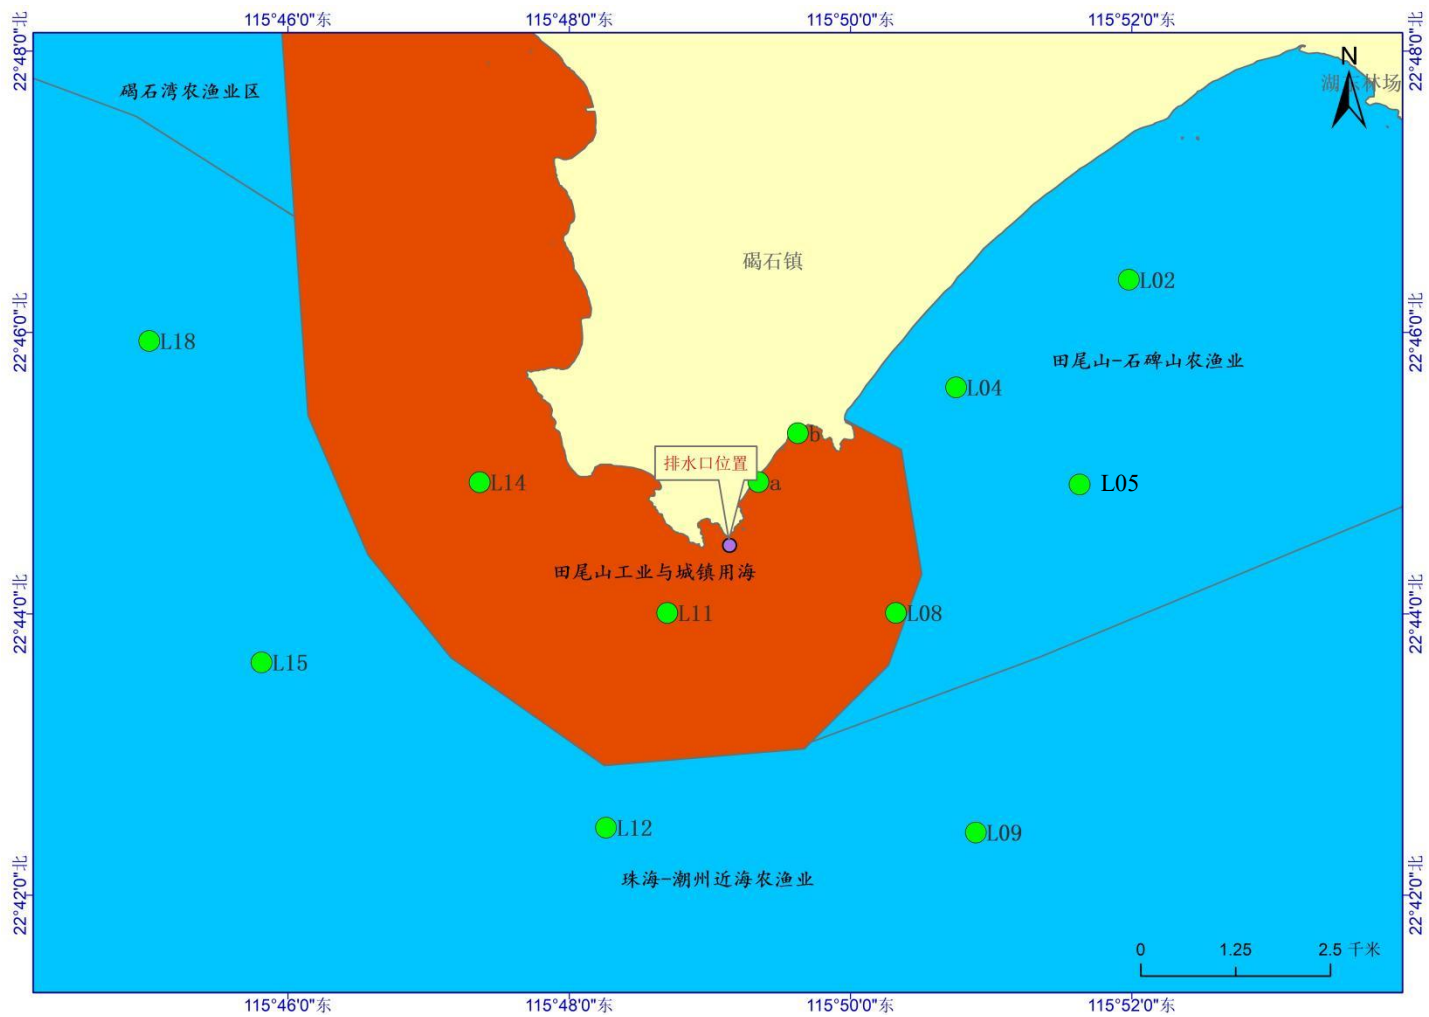 115°46'0"东
115°48'0"东
115°50'0"东
115°52'0"东
22°48'0"北
22°48'0"北
N
碣石湾农渔业区
碣石镇
L02
22°46'0"北
22°46'0"北
L18
田尾山-石碑山农渔业
L04
b
排水口位置
L14
a
L05
田尾山工业与城镇用海
22°44'0"北
22°44'0"北
L11
L08
L15
L12
L09
珠海-潮州近海农渔业
22°42'0"北
22°42'0"北
0
1.25
2.5 千米
115°46'0"东
115°48'0"东
115°50'0"东
115°52'0"东